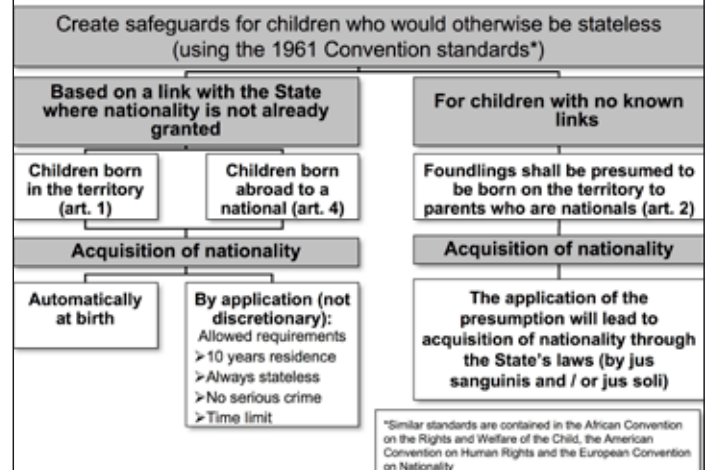 Create safeguards for children who would otherwise be stateless
(using the 1961 Convention standards*)
Based on a link with the State
where nationality is not already
granted
For children with no known
links
Children born
in the territory
(art. 1)
Children born
abroad to a
national (art. 4)
Foundlings shall be presumed to
be born on the territory to
parents who are nationals (art. 2)
Acquisition of nationality
Acquisition of nationality
Automatically
at birth
By application (not
discretionary):
Allowed requirements
➢10 years residence
➢Always stateless
➢No serious crime
➢Time limit
The application of the
presumption will lead to
acquisition of nationality through
the State's laws (by jus
sanguinis and / or jus soli)
*Similar standards are contained in the African Convention
on the Rights and Welfare of the Child, the American
Convention on Human Rights and the European Convention
on Nationality